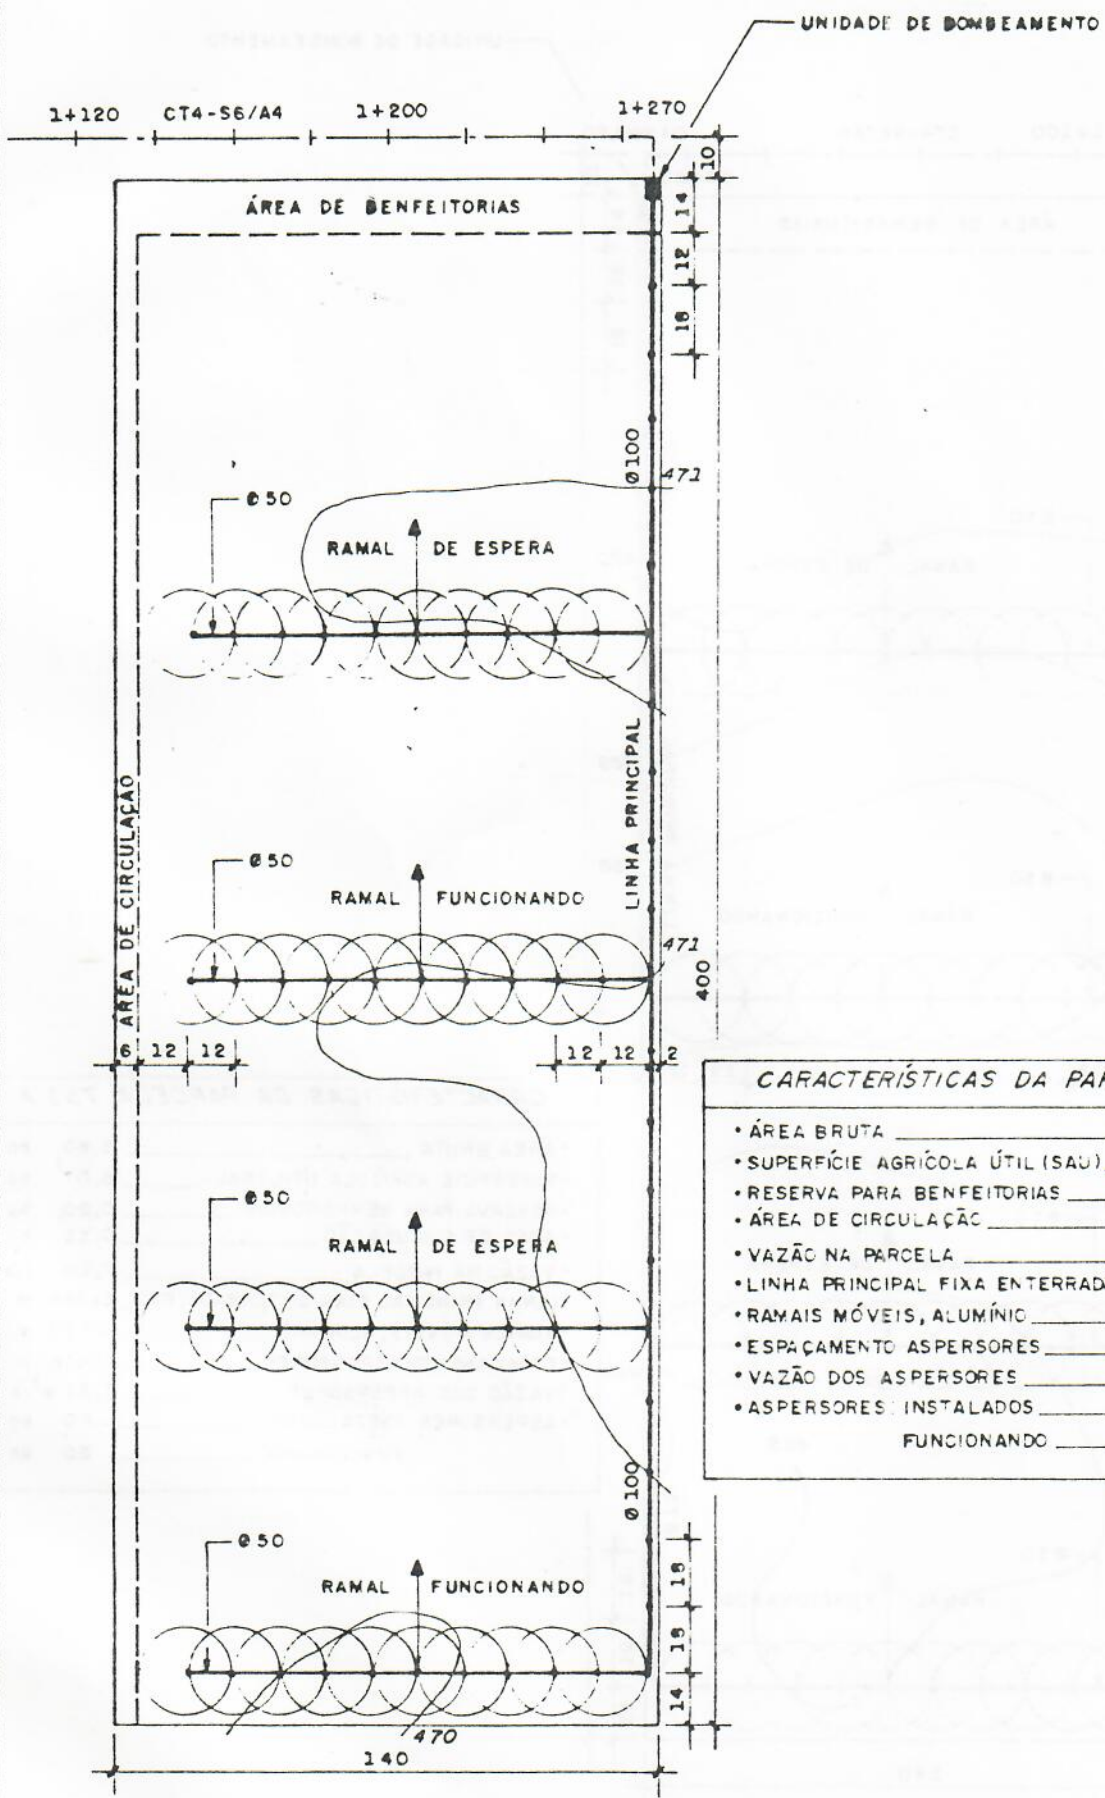 UNIDADE DE BOMBEAMENTO
1+120 CT4-S6/A4 1+200 1+270
10
ÁREA DE BENFEITORIAS
14
12
18
Ø100
471
Ø50
RAMAL DE ESPERA
LINHA PRINCIPAL
ÁREA DE CIRCULAÇÃO
Ø50
RAMAL FUNCIONANDO
471
400
6 12 12 12 12 2
CARACTERÍSTICAS DA PAR
• ÁREA BRUTA
• SUPERFÍCIE AGRÍCOLA ÚTIL (SAU)
• RESERVA PARA BENFEITORIAS
• ÁREA DE CIRCULAÇÃO
• VAZÃO NA PARCELA
• LINHA PRINCIPAL FIXA ENTERRAD
• RAMAIS MÓVEIS, ALUMÍNIO
• ESPAÇAMENTO ASPERSORES
• VAZÃO DOS ASPERSORES
• ASPERSORES: INSTALADOS
FUNCIONANDO
Ø50
RAMAL DE ESPERA
Ø100
Ø50
RAMAL FUNCIONANDO
18
18
14
470
140